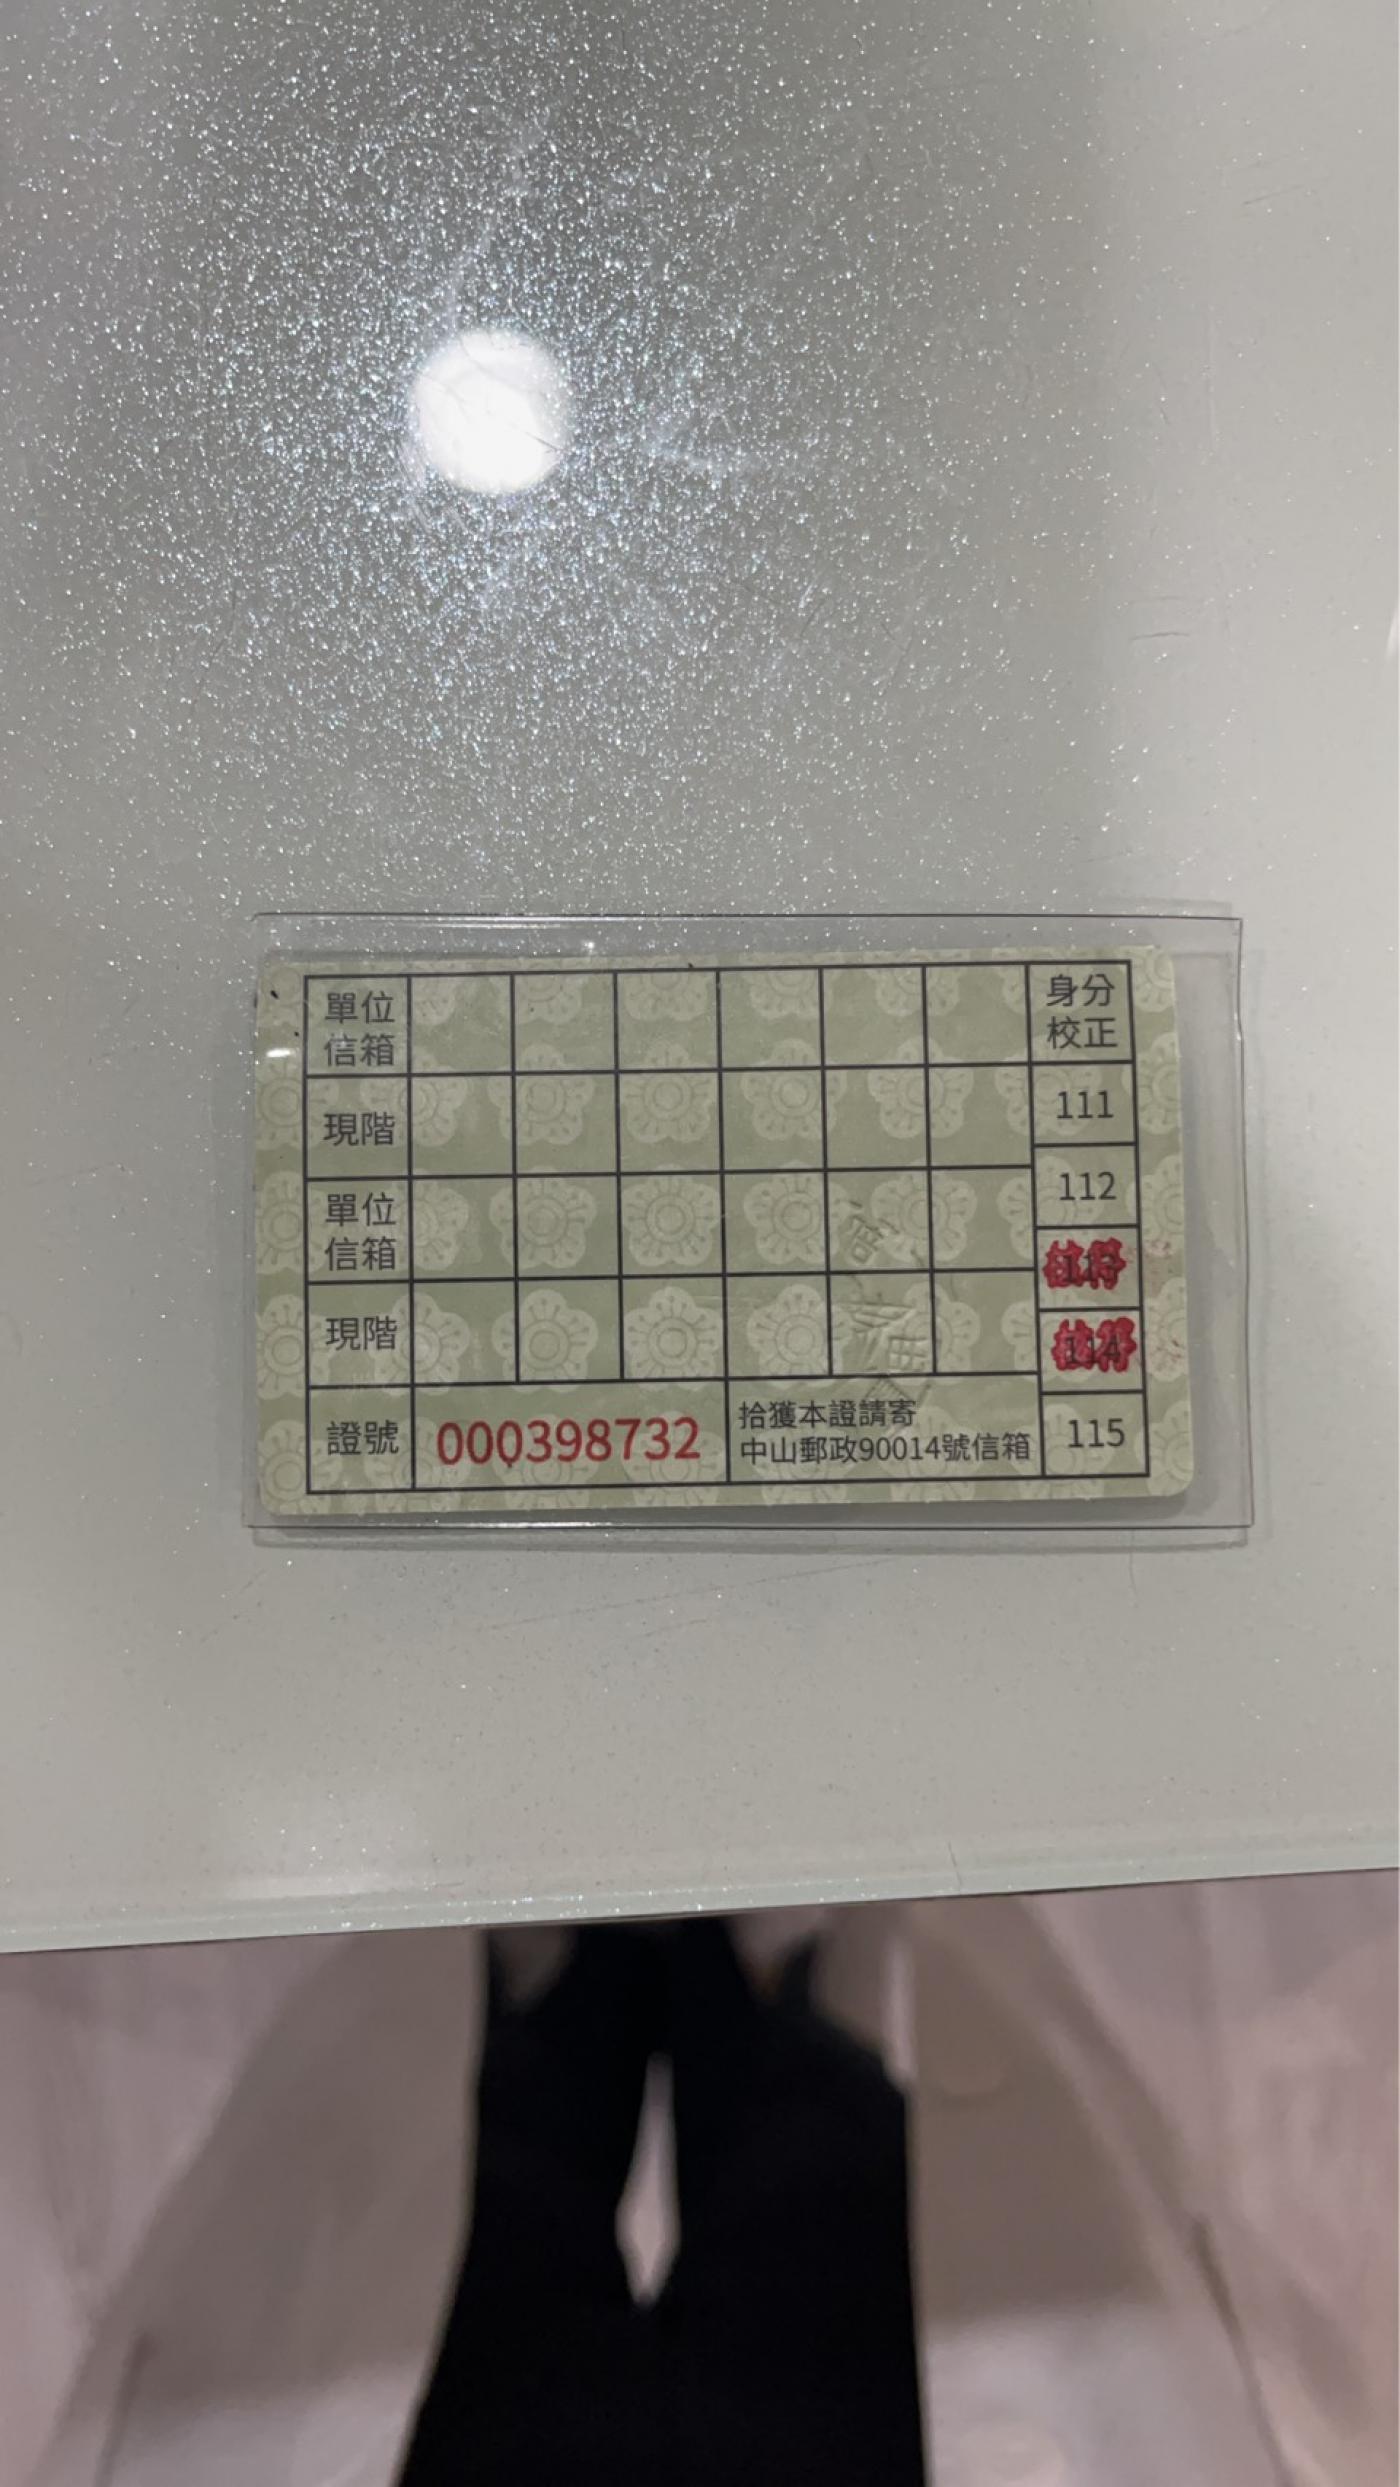 單位
信箱
身分
校正
現階
111
單位
信箱
112
113
現階
114
證號
000398732
拾獲本證請寄
中山郵政90014號信箱
115